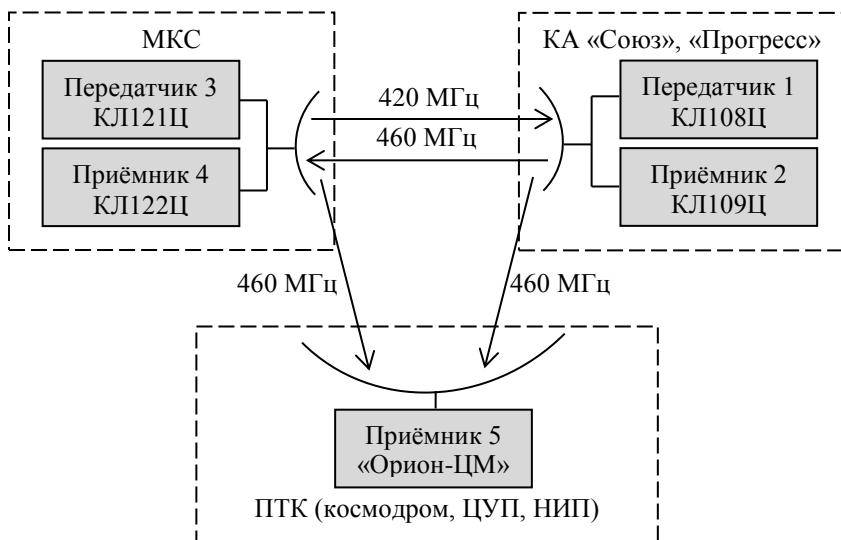 МКС
КА «Союз», «Прогресс»
Передатчик 3
КЛ121Ц
Приёмник 4
КЛ122Ц
420 МГц
460 МГц
Передатчик 1
КЛ108Ц
Приёмник 2
КЛ109Ц
460 МГц
460 МГц
Приёмник 5
«Орион-ЦМ»
ПТК (космодром, ЦУП, НИП)